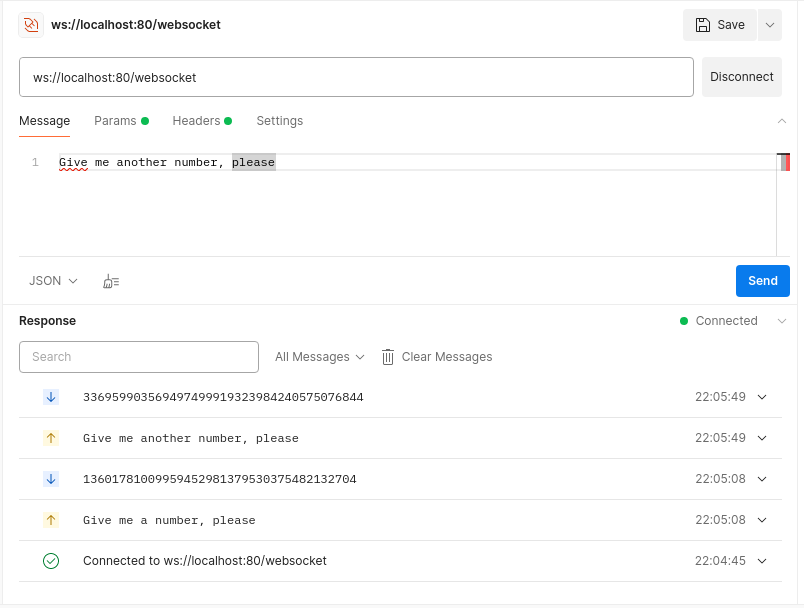 ws://localhost:80/websocket
Save
ws://localhost:80/websocket
Disconnect
Message Params Headers Settings
1 Give me another number, please
JSON
Send
Response
Connected
Search
All Messages
Clear Messages
336959903569497499919323984240575076844 22:05:49
Give me another number, please 22:05:49
13601781009959452981379530375482132704 22:05:08
Give me a number, please 22:05:08
Connected to ws://localhost:80/websocket 22:04:45